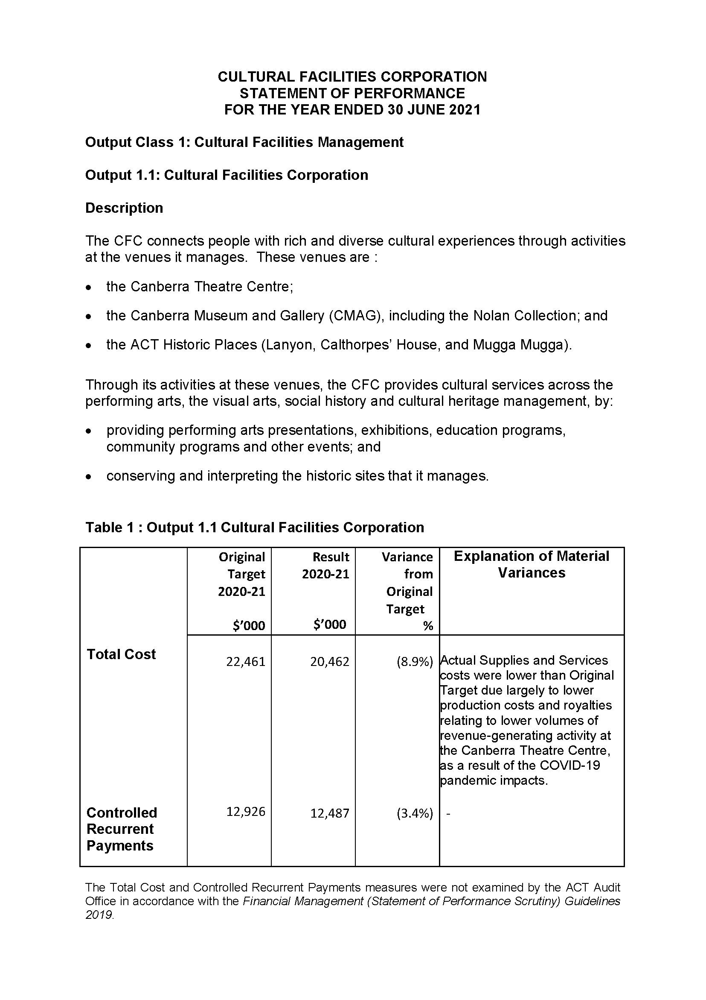 CULTURAL FACILITIES CORPORATION
STATEMENT OF PERFORMANCE
FOR THE YEAR ENDED 30 JUNE 2021
Output Class 1: Cultural Facilities Management
Output 1.1: Cultural Facilities Corporation
Description
The CFC connects people with rich and diverse cultural experiences through activities
at the venues it manages.  These venues are :
• the Canberra Theatre Centre;
• the Canberra Museum and Gallery (CMAG), including the Nolan Collection; and
• the ACT Historic Places (Lanyon, Calthorpes’ House, and Mugga Mugga).
Through its activities at these venues, the CFC provides cultural services across the
performing arts, the visual arts, social history and cultural heritage management, by:
• providing performing arts presentations, exhibitions, education programs,
community programs and other events; and
• conserving and interpreting the historic sites that it manages.
Table 1 : Output 1.1 Cultural Facilities Corporation
Original
Target
2020-21
$’000
Result
2020-21
$’000
Variance
from
Original
Target
%
Explanation of Material
Variances
Total Cost
22,461
20,462
(8.9%)
Actual Supplies and Services
costs were lower than Original
Target due largely to lower
production costs and royalties
relating to lower volumes of
revenue-generating activity at
the Canberra Theatre Centre,
as a result of the COVID-19
pandemic impacts.
Controlled
Recurrent
Payments
12,926
12,487
(3.4%)
-
The Total Cost and Controlled Recurrent Payments measures were not examined by the ACT Audit
Office in accordance with the Financial Management (Statement of Performance Scrutiny) Guidelines
2019.